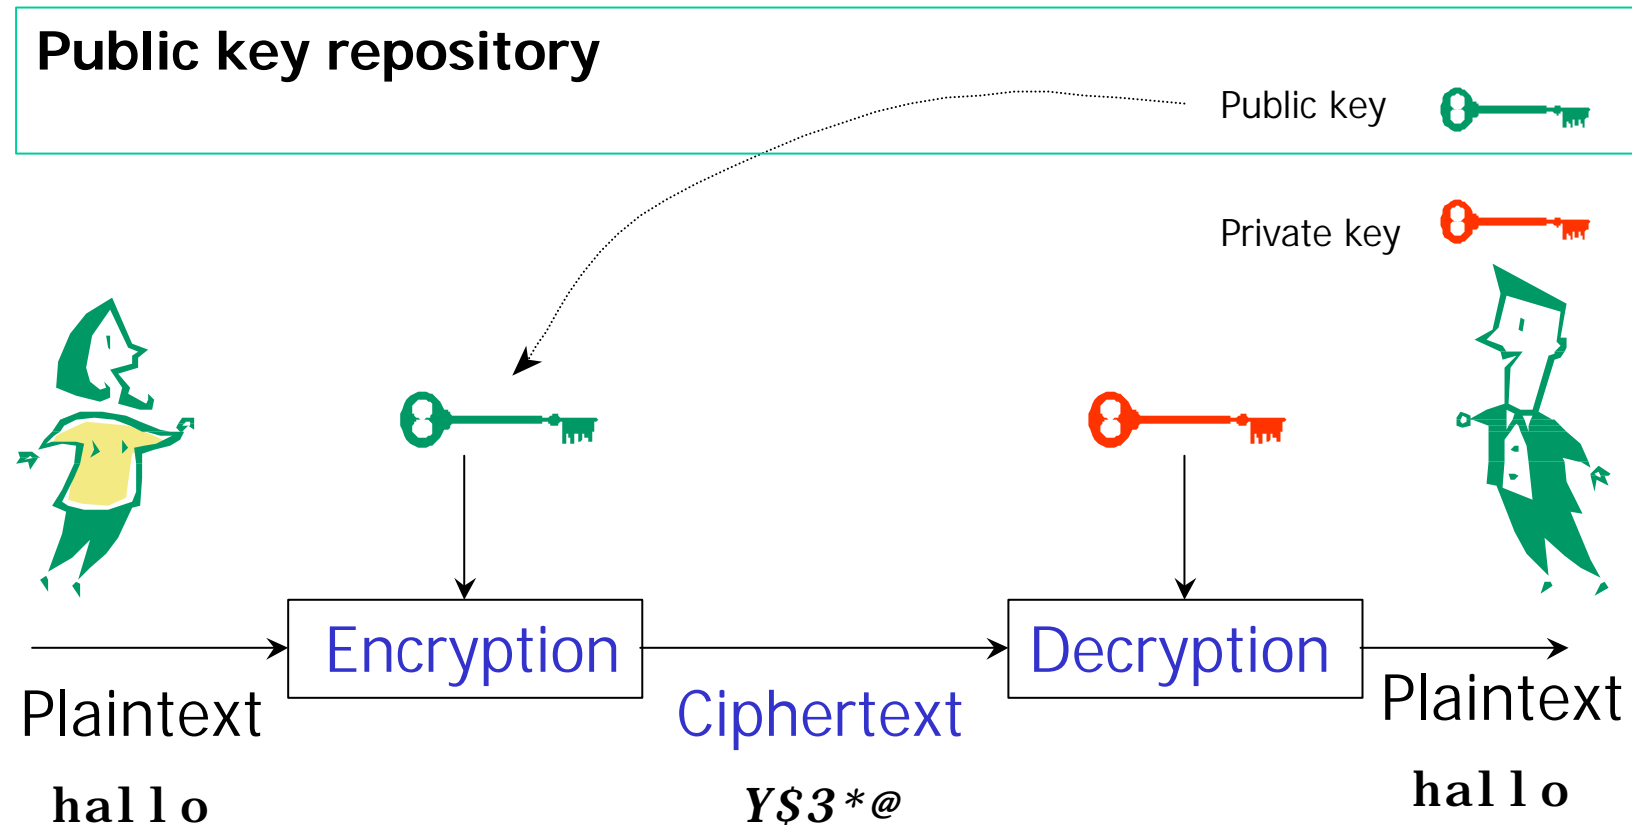 Public key repository
Public key
Private key
Encryption
Decryption
Plaintext
Ciphertext
Plaintext
hallo
Y$3*@
hallo